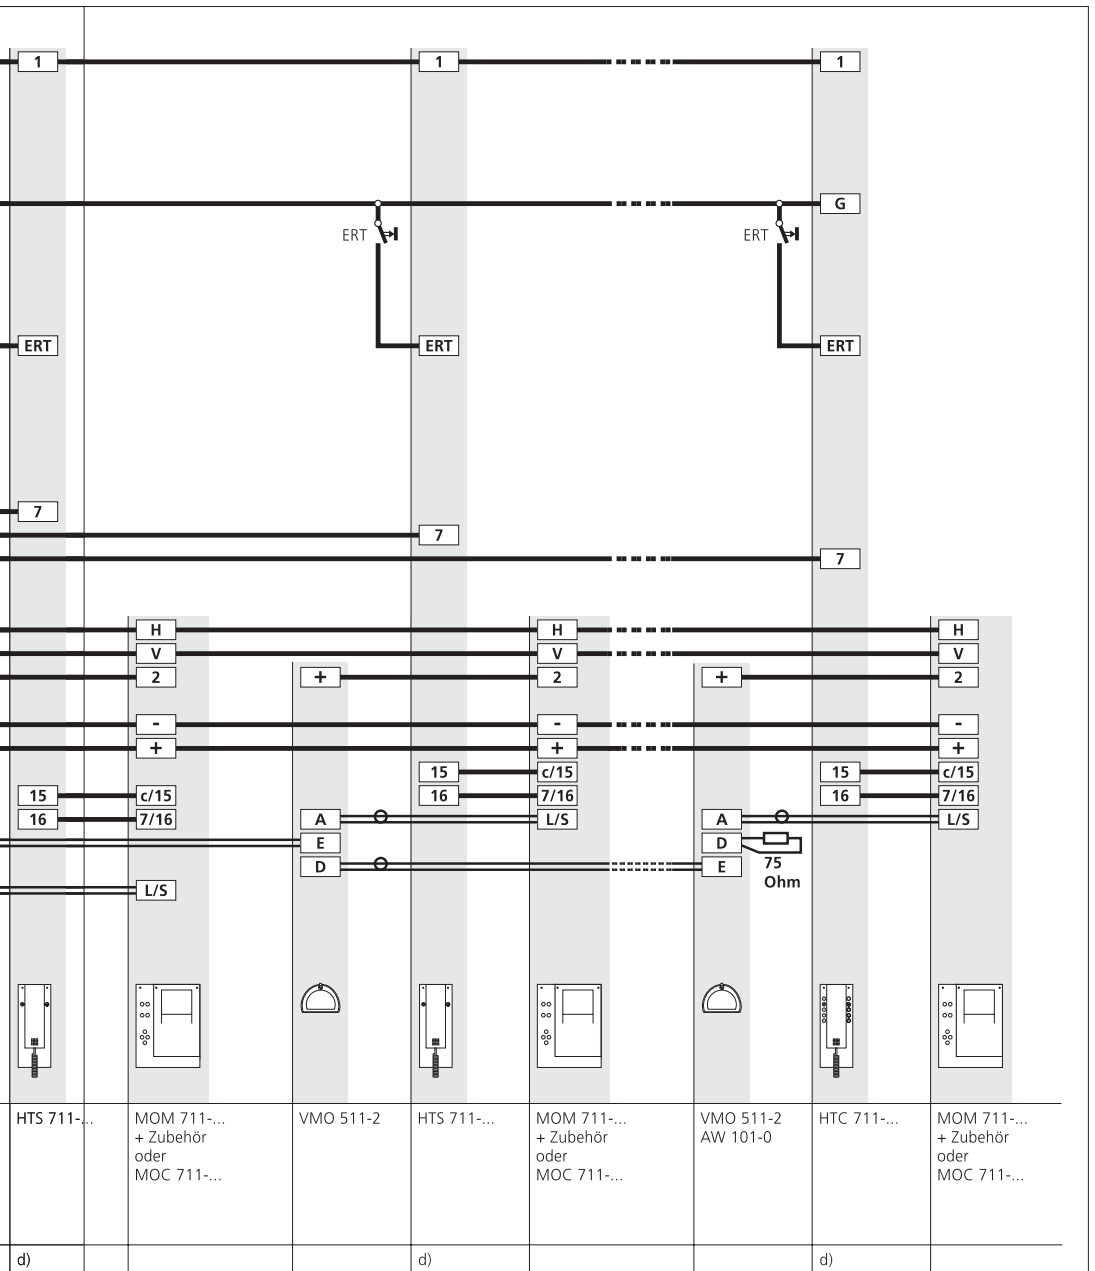 1 1 1
G
ERT ERT
ERT ERT ERT
7
7
7
H H H
V V V
2 + 2 + 2
- - -
+ + +
15 c/15 15 c/15
15 c/15 16 7/16 16 7/16
16 7/16 A L/S A L/S
E D
D E 75
Ohm
L/S
HTS 711-... MOM 711-... VMO 511-2 HTS 711-... MOM 711-... VMO 511-2 HTC 711-... MOM 711-...
+ Zubehör + Zubehör AW 101-0 + Zubehör
oder oder oder
MOC 711-... MOC 711-... MOC 711-...
d) d) d)